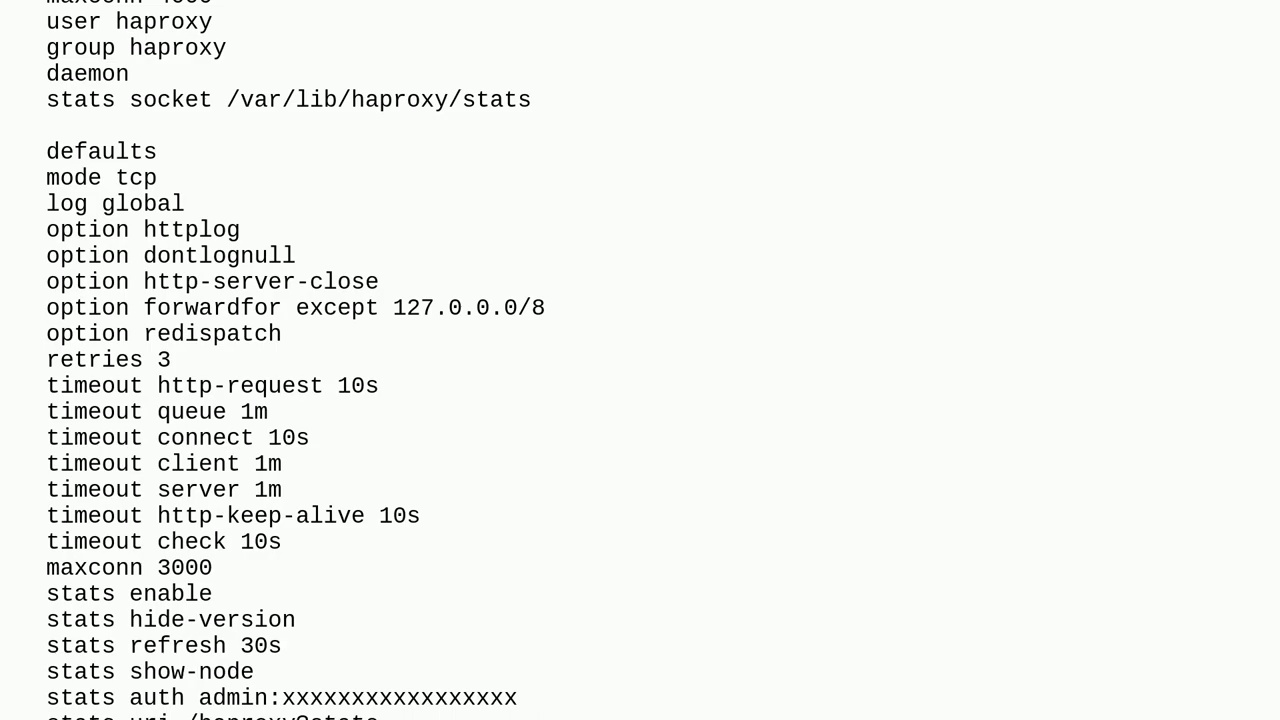 user haproxy
group haproxy
daemon
stats socket /var/lib/haproxy/stats

defaults
mode tcp
log global
option httplog
option dontlognull
option http-server-close
option forwardfor except 127.0.0.0/8
option redispatch
retries 3
timeout http-request 10s
timeout queue 1m
timeout connect 10s
timeout client 1m
timeout server 1m
timeout http-keep-alive 10s
timeout check 10s
maxconn 3000
stats enable
stats hide-version
stats refresh 30s
stats show-node
stats auth admin:xxxxxxxxxxxxxxxxx
stats uri /haproxy?stats